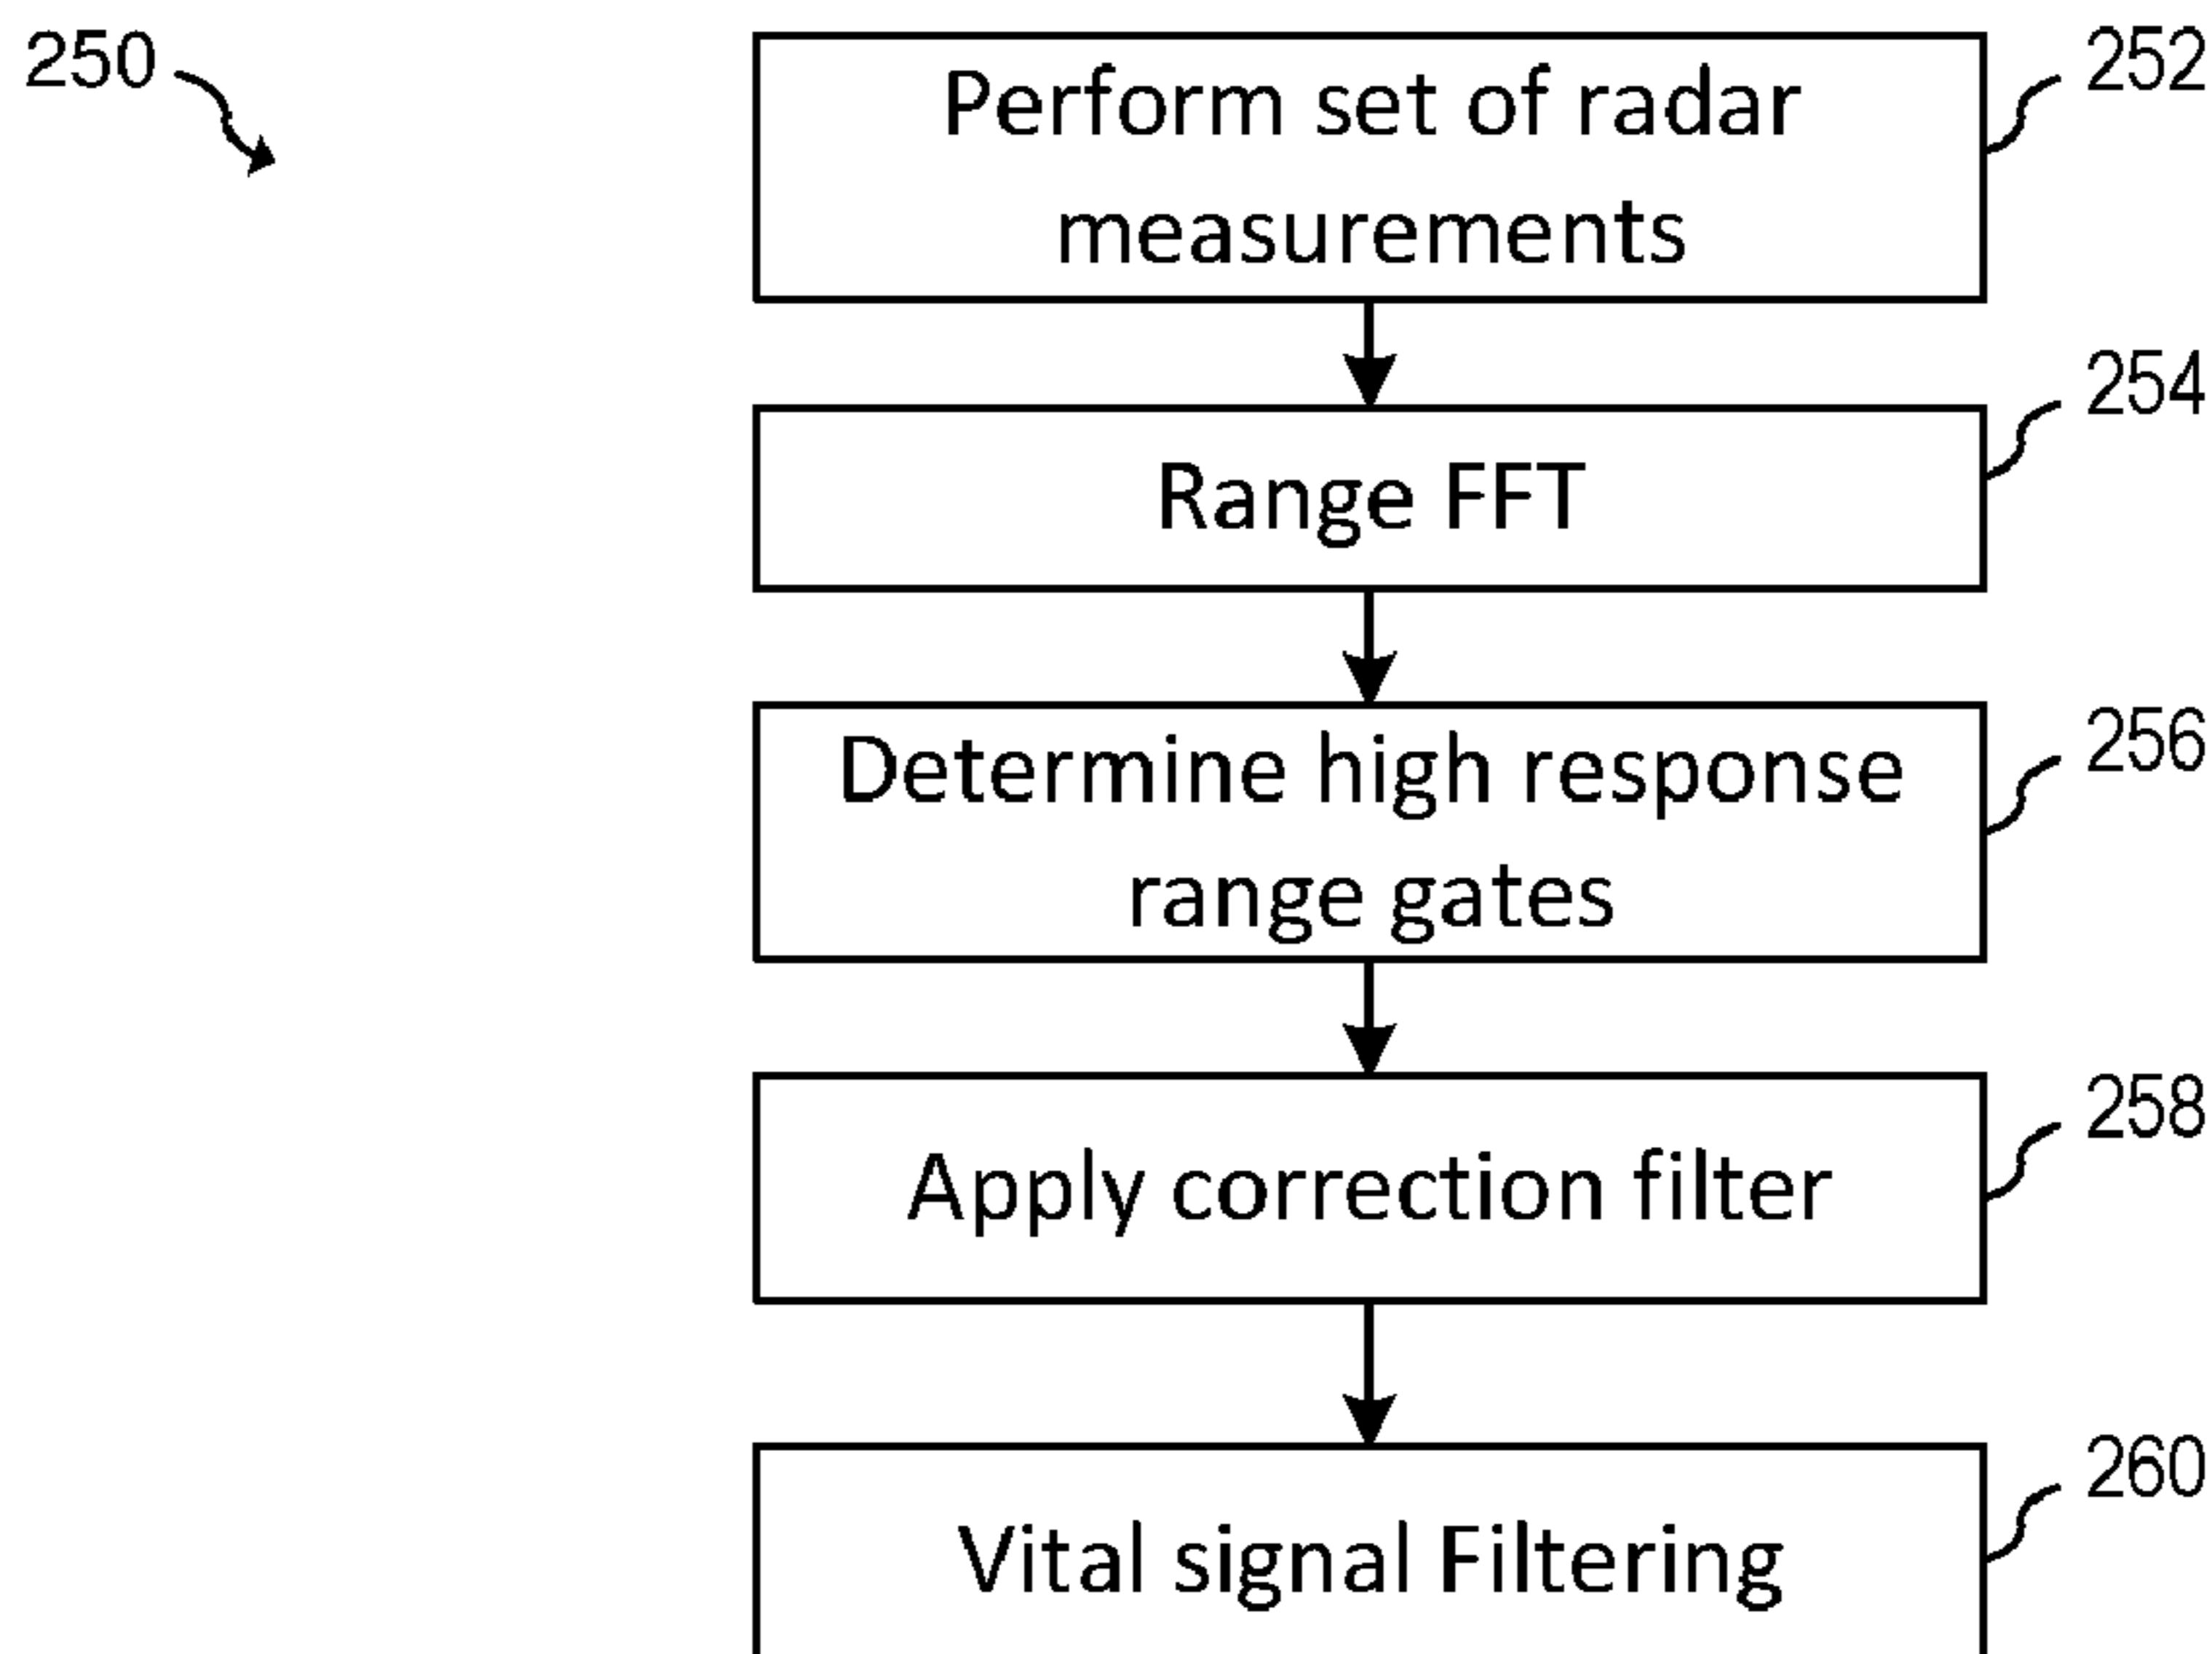 250
Perform set of radar
measurements
252
Range FFT
254
Determine high response
range gates
256
Apply correction filter
258
Vital signal Filtering
260